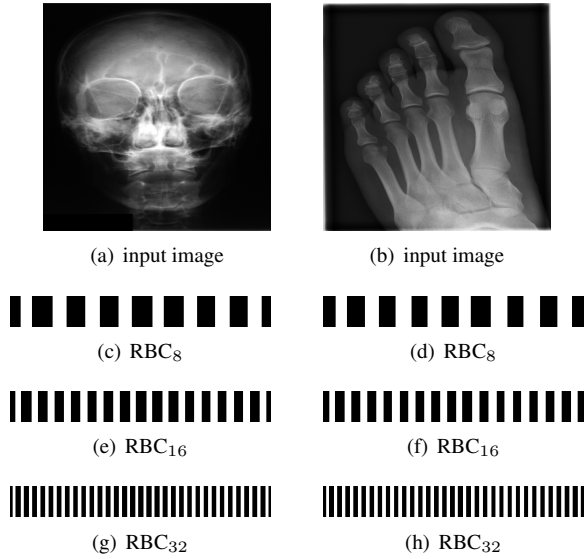 (a) input image
(b) input image
(c) RBC₈
(d) RBC₈
(e) RBC₁₆
(f) RBC₁₆
(g) RBC₃₂
(h) RBC₃₂